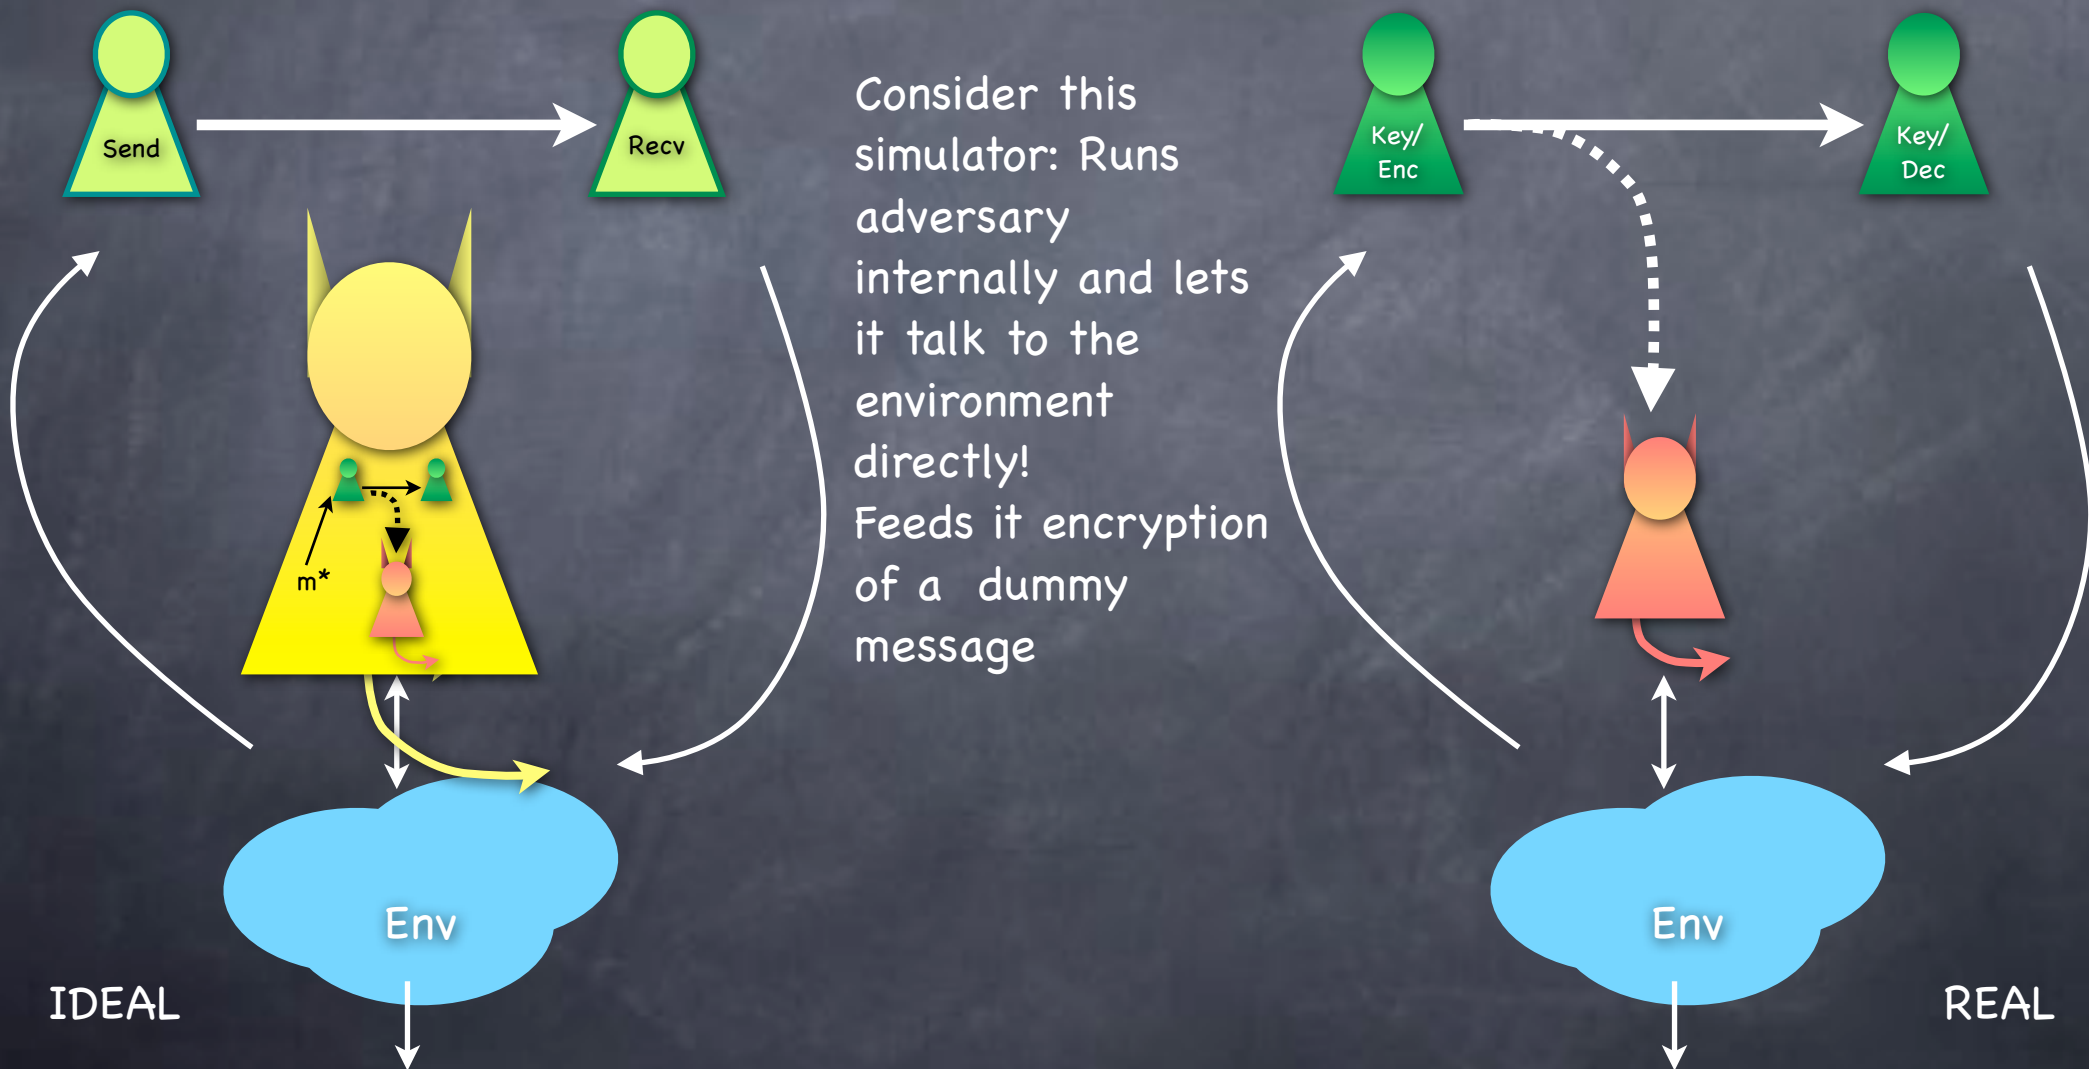 Send
Recv
Consider this
simulator: Runs
adversary
internally and lets
it talk to the
environment
directly!
Feeds it encryption
of a dummy
message
m*
Env
IDEAL
Key/
Enc
Key/
Dec
Env
REAL